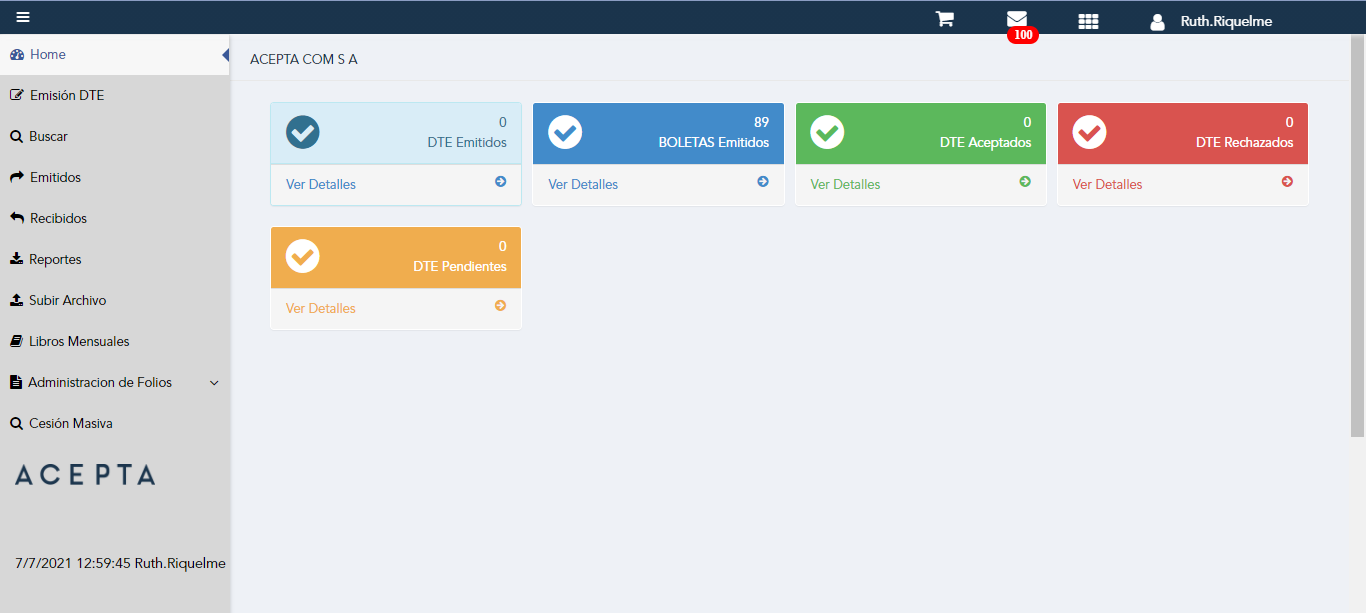 Ruth.Riquelme
100
Home
ACEPTA COM S A
Emisión DTE
Buscar
Emitidos
Recibidos
Reportes
Subir Archivo
Libros Mensuales
Administracion de Folios
Cesión Masiva
ACEPTA
7/7/2021 12:59:45 Ruth.Riquelme
0
DTE Emitidos
Ver Detalles
89
BOLETAS Emitidos
Ver Detalles
0
DTE Aceptados
Ver Detalles
0
DTE Rechazados
Ver Detalles
0
DTE Pendientes
Ver Detalles